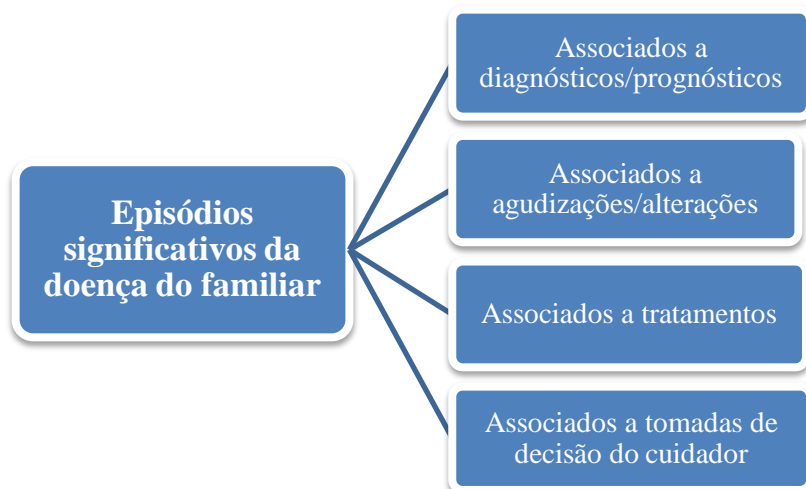 Episódios
significativos da
doença do familiar
Associados a
diagnósticos/prognósticos
Associados a
agudizações/alterações
Associados a tratamentos
Associados a tomadas de
decisão do cuidador